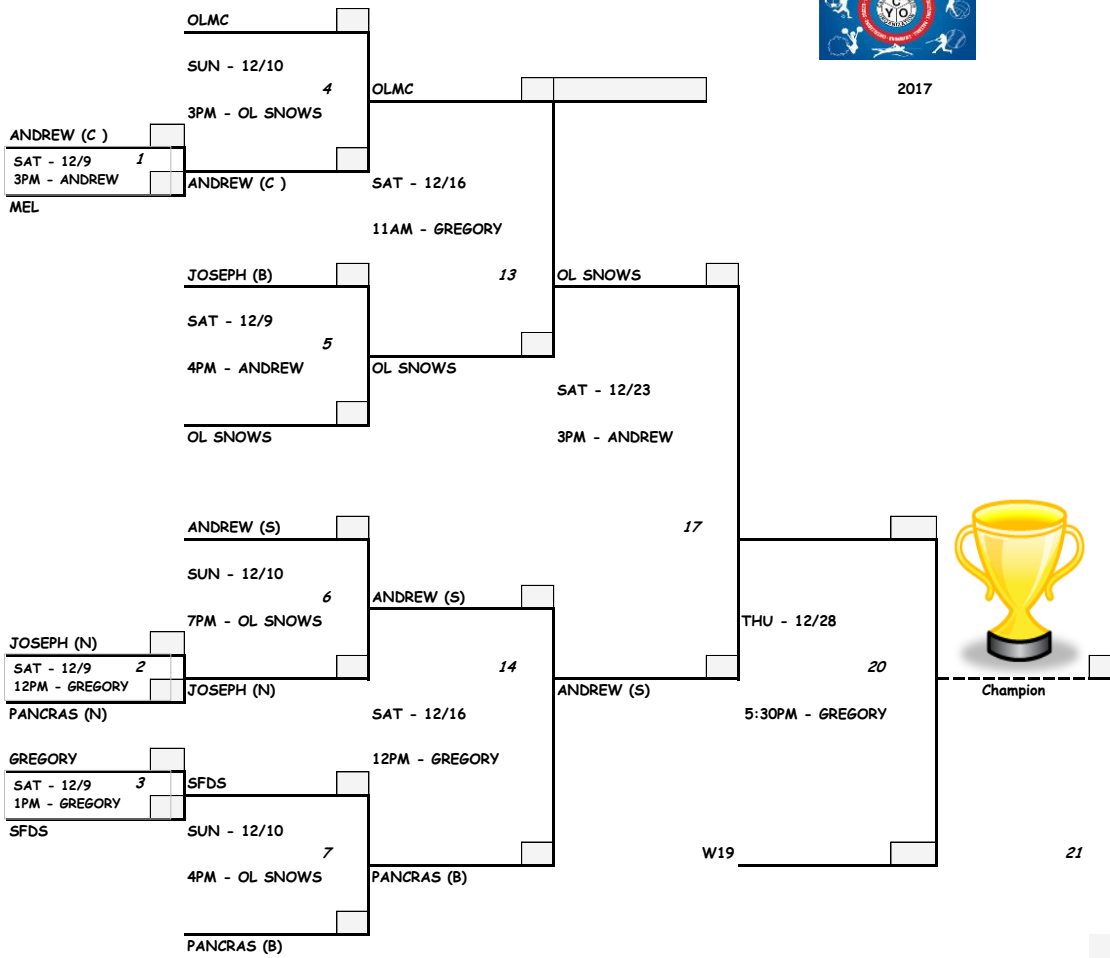 C
Y O
2017
OLMC
SUN - 12/10
4
3PM - OL SNOWS
OLMC
ANDREW (C )
SAT - 12/9
1
3PM - ANDREW
MEL
ANDREW (C )
SAT - 12/16
11AM - GREGORY
13
JOSEPH (B)
SAT - 12/9
5
4PM - ANDREW
OL SNOWS
OL SNOWS
OL SNOWS
SAT - 12/23
3PM - ANDREW
17
ANDREW (S)
SUN - 12/10
6
7PM - OL SNOWS
ANDREW (S)
JOSEPH (N)
SAT - 12/9
2
12PM - GREGORY
PANCRAS (N)
JOSEPH (N)
14
SAT - 12/16
12PM - GREGORY
ANDREW (S)
THU - 12/28
20
5:30PM - GREGORY
Champion
GREGORY
SAT - 12/9
3
1PM - GREGORY
SFDS
SFDS
SUN - 12/10
7
4PM - OL SNOWS
PANCRAS (B)
PANCRAS (B)
W19
21